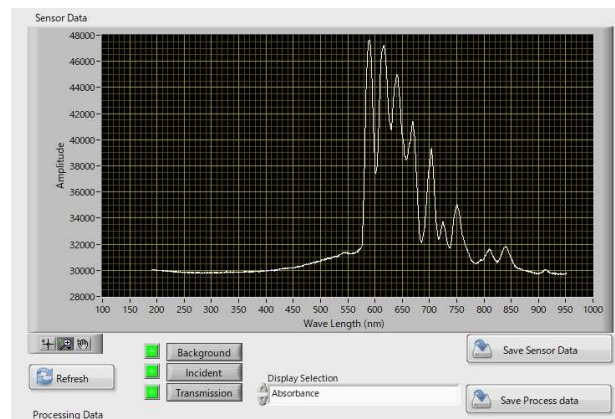 Sensor Data
48000
46000
44000
42000
40000
38000
36000
34000
32000
30000
28000
Amplitude
100 150 200 250 300 350 400 450 500 550 600 650 700 750 800 850 900 950 1000
Wave Length (nm)
Refresh
Background
Incident
Transmission
Display Selection
Absorbance
Save Sensor Data
Save Process data
Processing Data